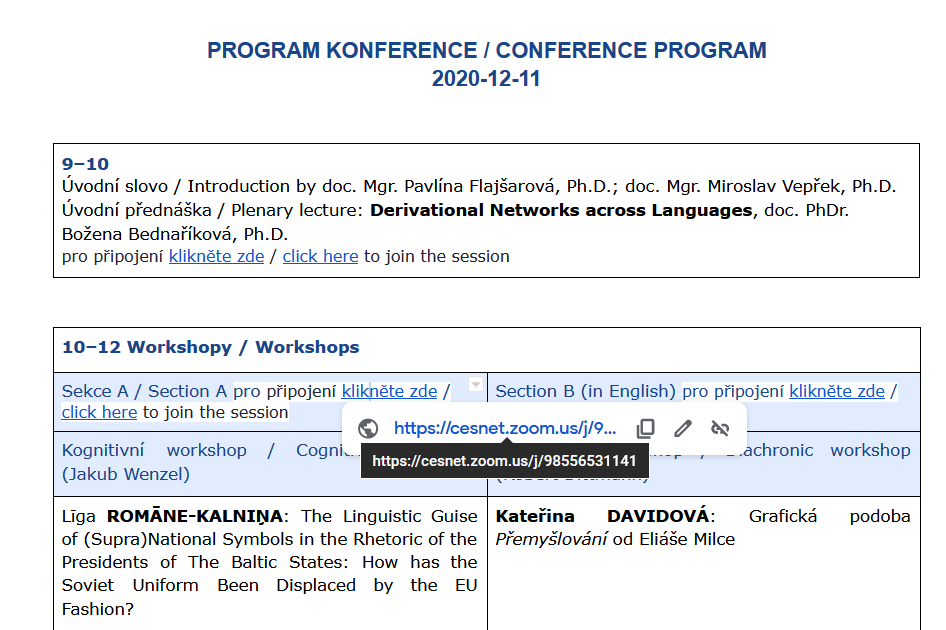 PROGRAM KONFERENCE / CONFERENCE PROGRAM
2020-12-11
9–10
Úvodní slovo / Introduction by doc. Mgr. Pavlína Flajšarová, Ph.D.; doc. Mgr. Miroslav Vepřek, Ph.D.
Úvodní přednáška / Plenary lecture: Derivational Networks across Languages, doc. PhDr.
Božena Bednaříková, Ph.D.
pro připojení klikněte zde / click here to join the session
10–12 Workshopy / Workshops
Sekce A / Section A pro připojení klikněte zde /
click here to join the session
Section B (in English) pro připojení klikněte zde /
click here to join the session
https://cesnet.zoom.us/j/9...
https://cesnet.zoom.us/j/98556531141
Kognitivní workshop /
(Jakub Wenzel)
/ Diachronic workshop
Līga ROMĀNE-KALNIŅA: The Linguistic Guise
of (Supra)National Symbols in the Rhetoric of the
Presidents of The Baltic States: How has the
Soviet Uniform Been Displaced by the EU
Fashion?
Kateřina DAVIDOVÁ: Grafická podoba
Přemyšlování od Eliáše Milce